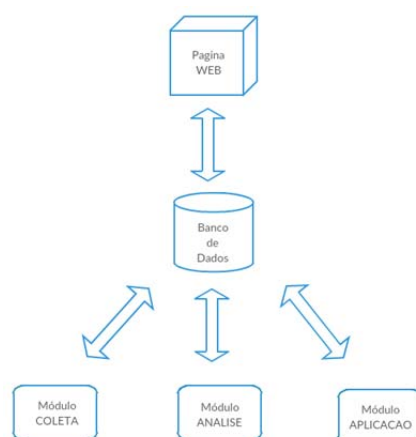 Pagina
WEB
Banco
de
Dados
Módulo
COLETA
Módulo
ANALISE
Módulo
APLICACAO